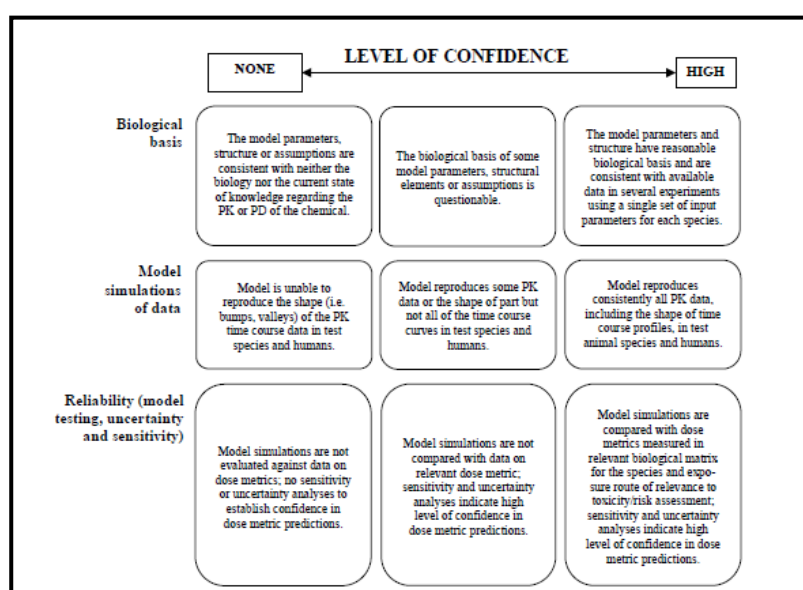 LEVEL OF CONFIDENCE
NONE
HIGH
Biological
basis
The model parameters,
structure or assumptions are
consistent with neither the
biology nor the current state
of knowledge regarding the
PK or PD of the chemical.
The biological basis of some
model parameters, structural
elements or assumptions is
questionable.
The model parameters and
structure have reasonable
biological basis and are
consistent with available
data in several experiments
using a single set of input
parameters for each species.
Model
simulations
of data
Model is unable to
reproduce the shape (i.e.
bumps, valleys) of the PK
time course data in test
species and humans.
Model reproduces some PK
data or the shape of part but
not all of the time course
curves in test species and
humans.
Model reproduces
consistently all PK data,
including the shape of time
course profiles, in test
animal species and humans.
Reliability (model
testing, uncertainty
and sensitivity)
Model simulations are not
evaluated against data on
dose metrics; no sensitivity
or uncertainty analyses to
establish confidence in
dose metric predictions.
Model simulations are not
compared with data on
relevant dose metric;
sensitivity and uncertainty
analyses indicate high
level of confidence in
dose metric predictions.
Model simulations are
compared with dose
metrics measured in
relevant biological matrix
for the species and expo-
sure route of relevance to
toxicity/risk assessment;
sensitivity and uncertainty
analyses indicate high
level of confidence in dose
metric predictions.